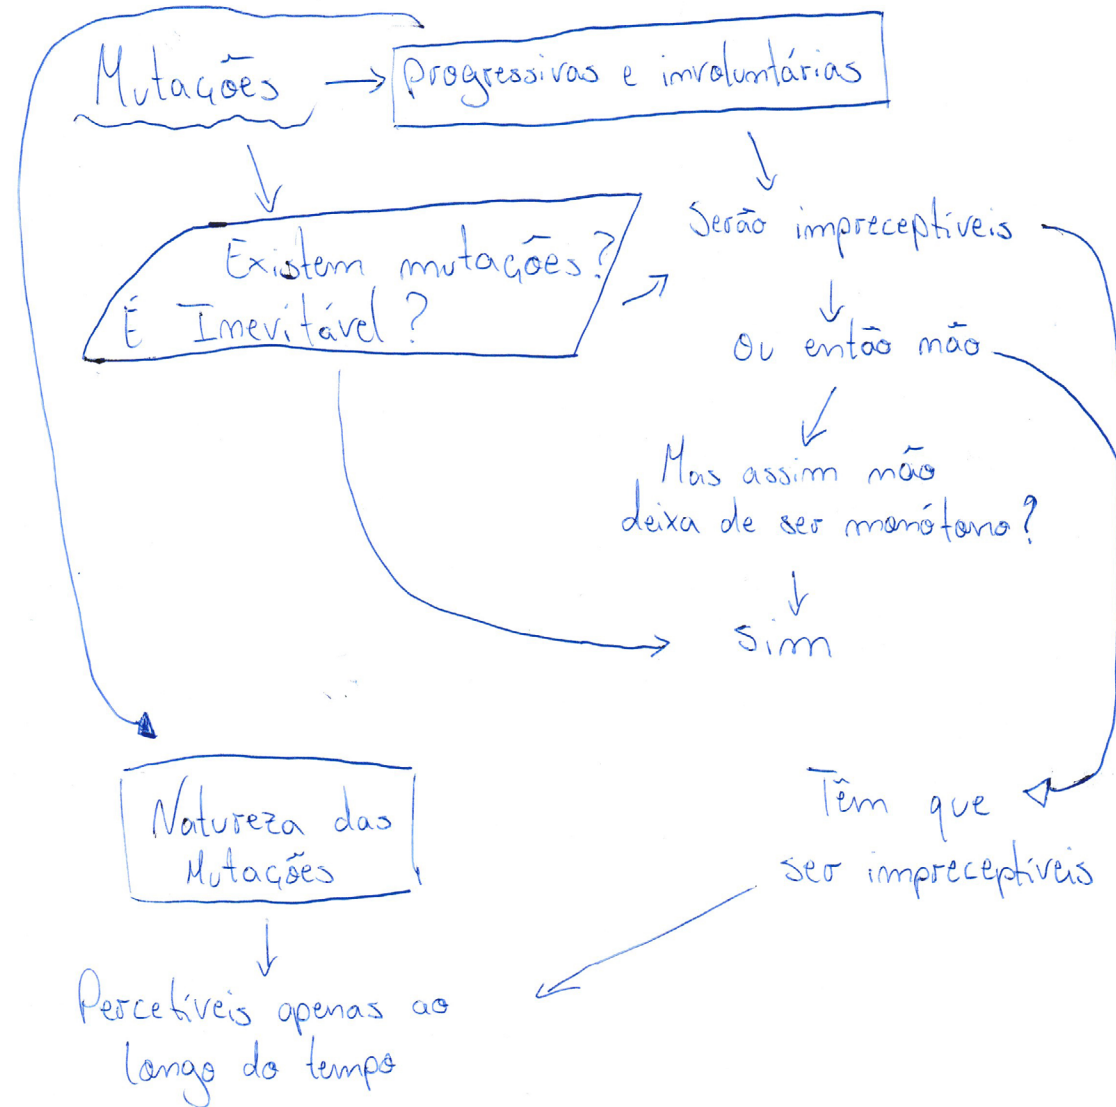 Mutações
Progressivas e involuntárias
Serão impreceptíveis
Existem mutações?
É Inevitável?
Ou então não
Mas assim não
deixa de ser monótono?
Sim
Têm que
ser impreceptíveis
Natureza das
Mutações
Percetíveis apenas ao
longo do tempo